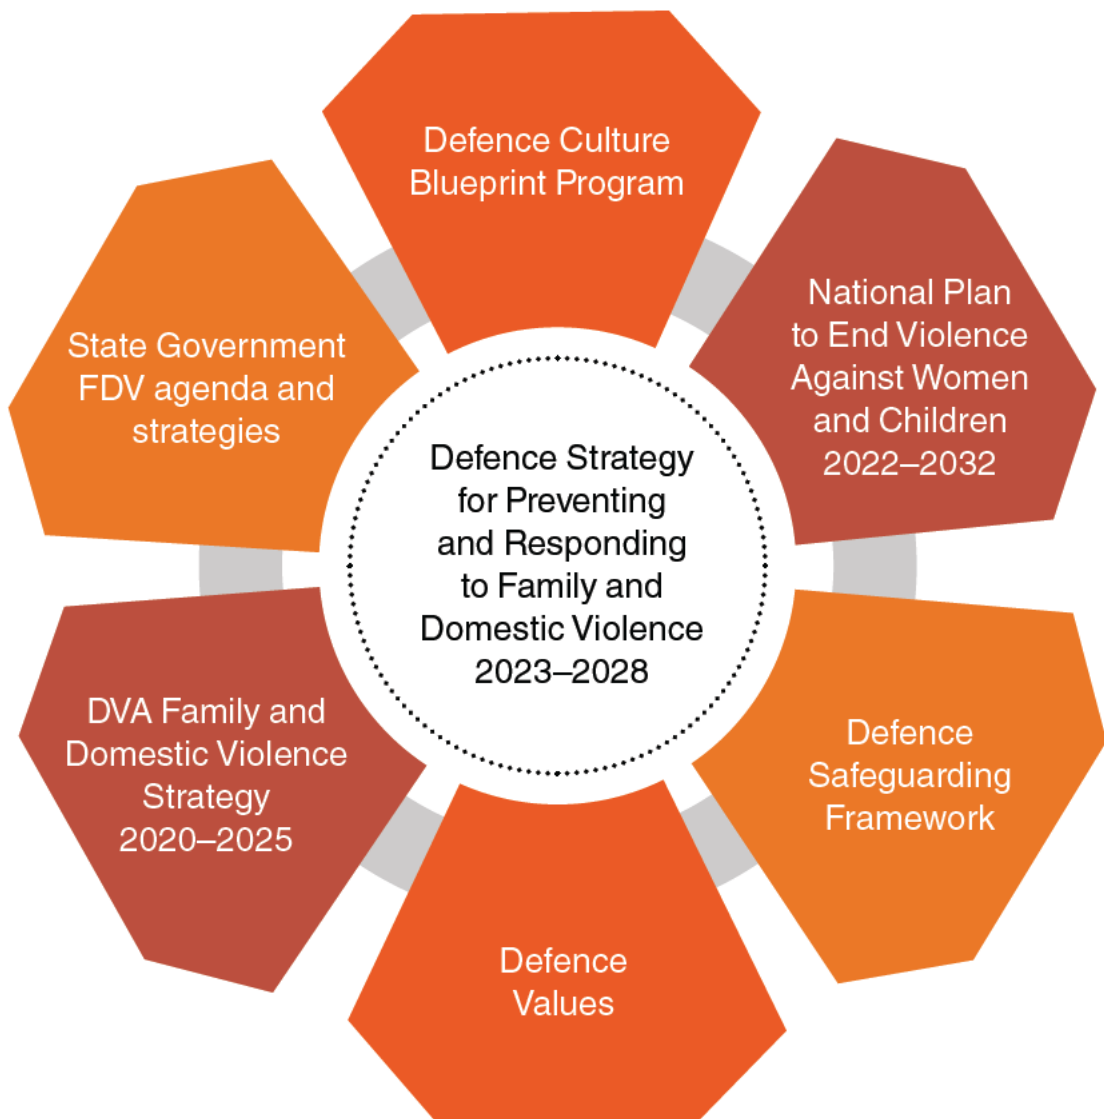 Defence Culture
Blueprint Program
National Plan
to End Violence
Against Women
and Children
2022–2032
State Government
FDV agenda and
strategies
Defence Strategy
for Preventing
and Responding
to Family and
Domestic Violence
2023–2028
DVA Family and
Domestic Violence
Strategy
2020–2025
Defence
Safeguarding
Framework
Defence
Values